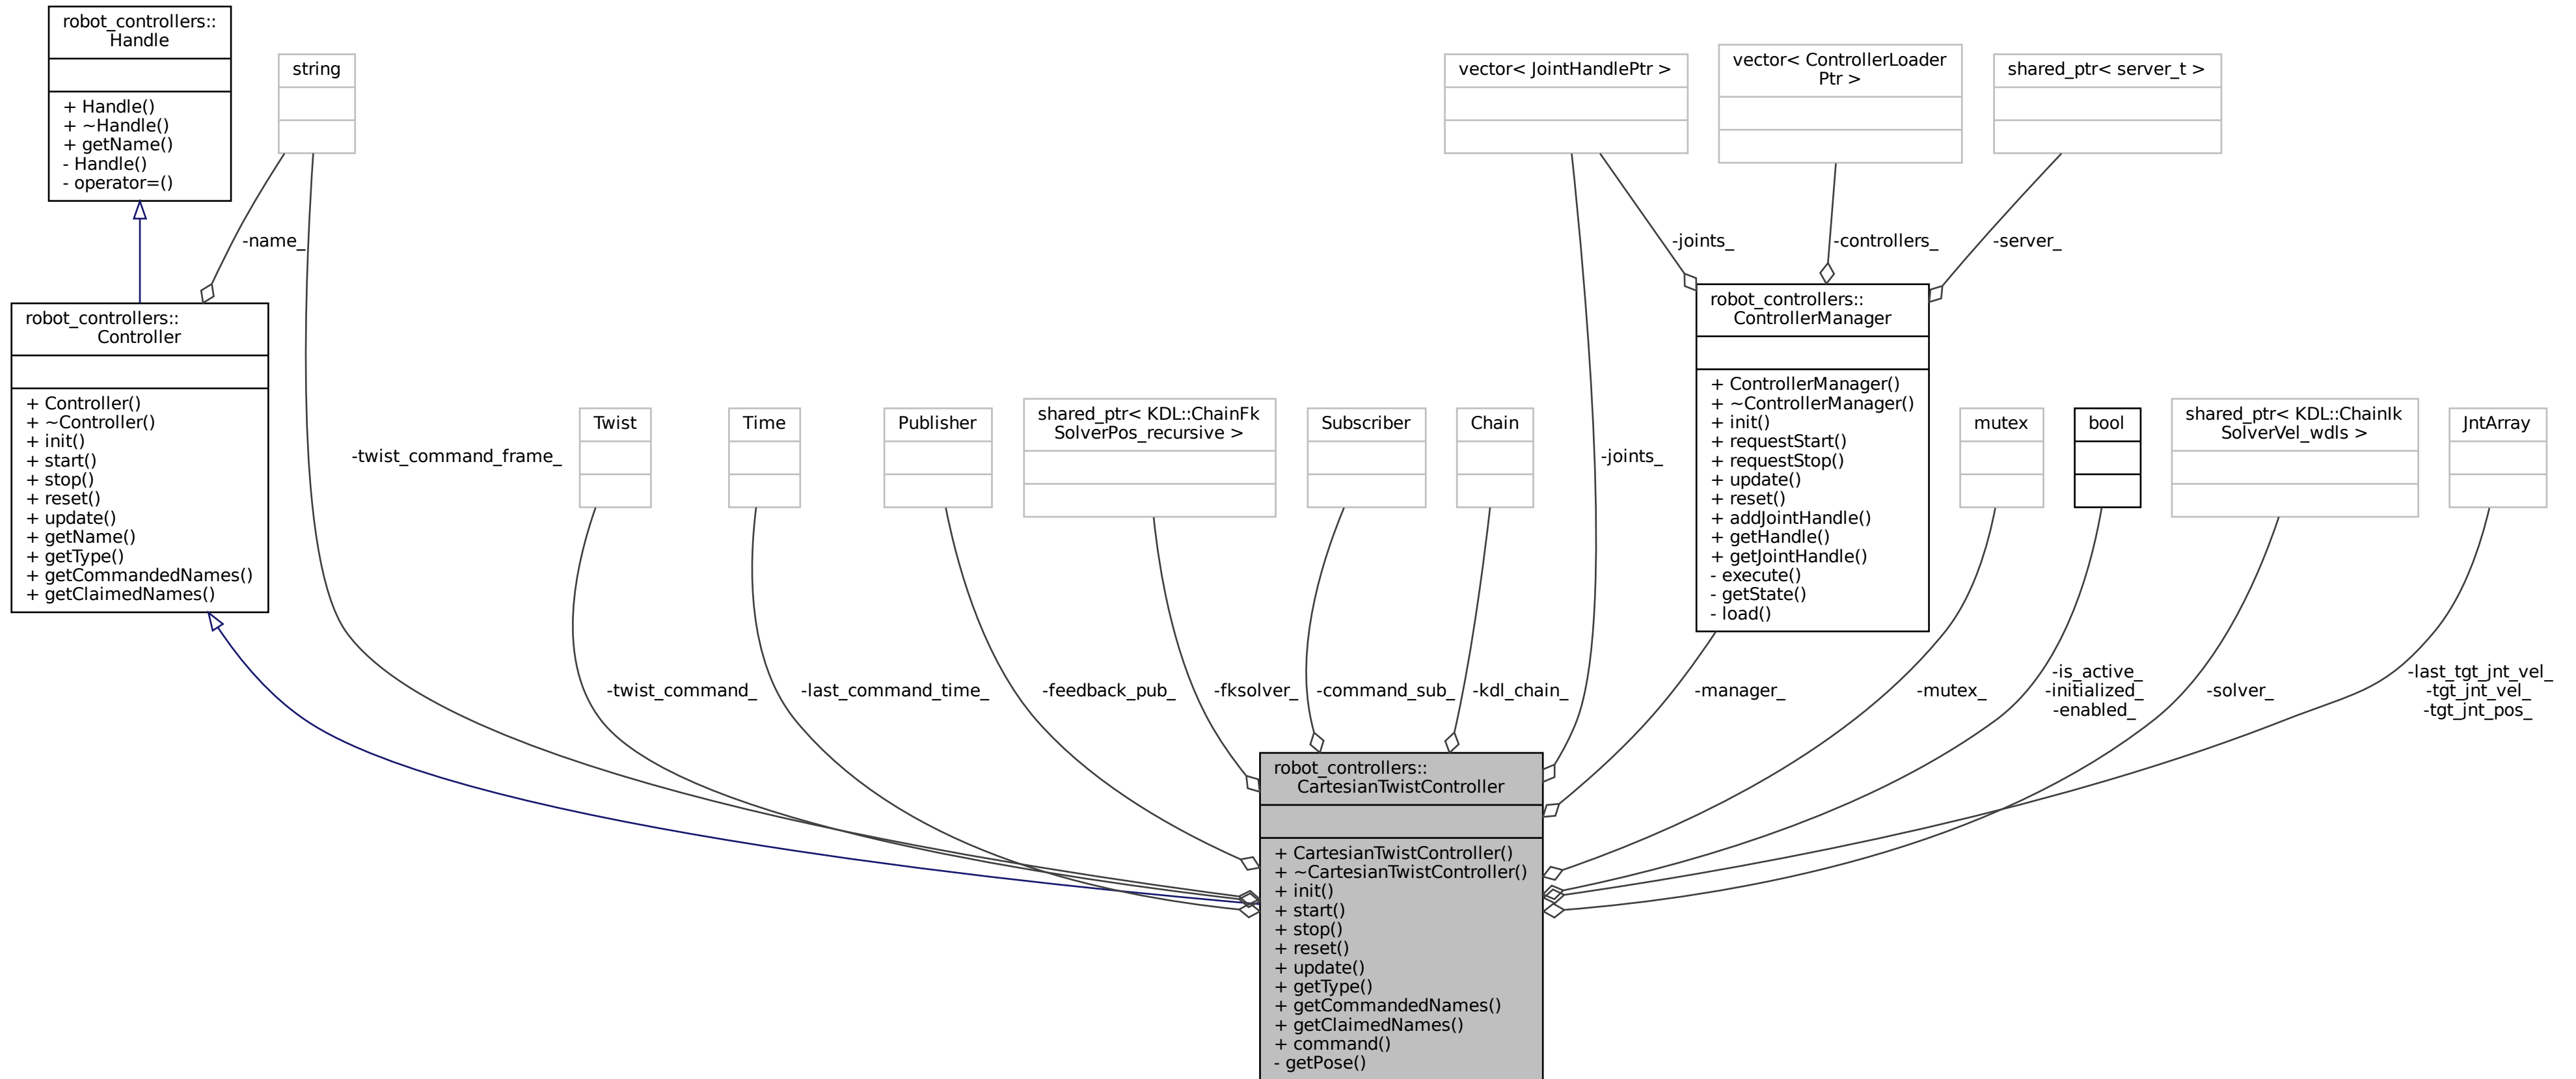 robot_controllers::
Handle
+ Handle()
+ ~Handle()
+ getName()
- Handle()
- operator=()
string
vector< JointHandlePtr >
vector< ControllerLoader
Ptr >
shared_ptr< server_t >
-name_
-joints_
-controllers_
-server_
robot_controllers::
Controller
+ Controller()
+ ~Controller()
+ init()
+ start()
+ stop()
+ reset()
+ update()
+ getName()
+ getType()
+ getCommandedNames()
+ getClaimedNames()
-twist_command_frame_
Twist
Time
Publisher
shared_ptr< KDL::ChainFk
SolverPos_recursive >
Subscriber
Chain
-joints_
robot_controllers::
ControllerManager
+ ControllerManager()
+ ~ControllerManager()
+ init()
+ requestStart()
+ requestStop()
+ update()
+ reset()
+ addJointHandle()
+ getHandle()
+ getJointHandle()
- execute()
- getState()
- load()
mutex
bool
shared_ptr< KDL::ChainIk
SolverVel_wdls >
JntArray
-twist_command_
-last_command_time_
-feedback_pub_
-fksolver_
-command_sub_
-kdl_chain_
-manager_
-mutex_
-is_active_
-initialized_
-enabled_
-solver_
-last_tgt_jnt_vel_
-tgt_jnt_vel_
-tgt_jnt_pos_
robot_controllers::
CartesianTwistController
+ CartesianTwistController()
+ ~CartesianTwistController()
+ init()
+ start()
+ stop()
+ reset()
+ update()
+ getType()
+ getCommandedNames()
+ getClaimedNames()
+ command()
- getPose()